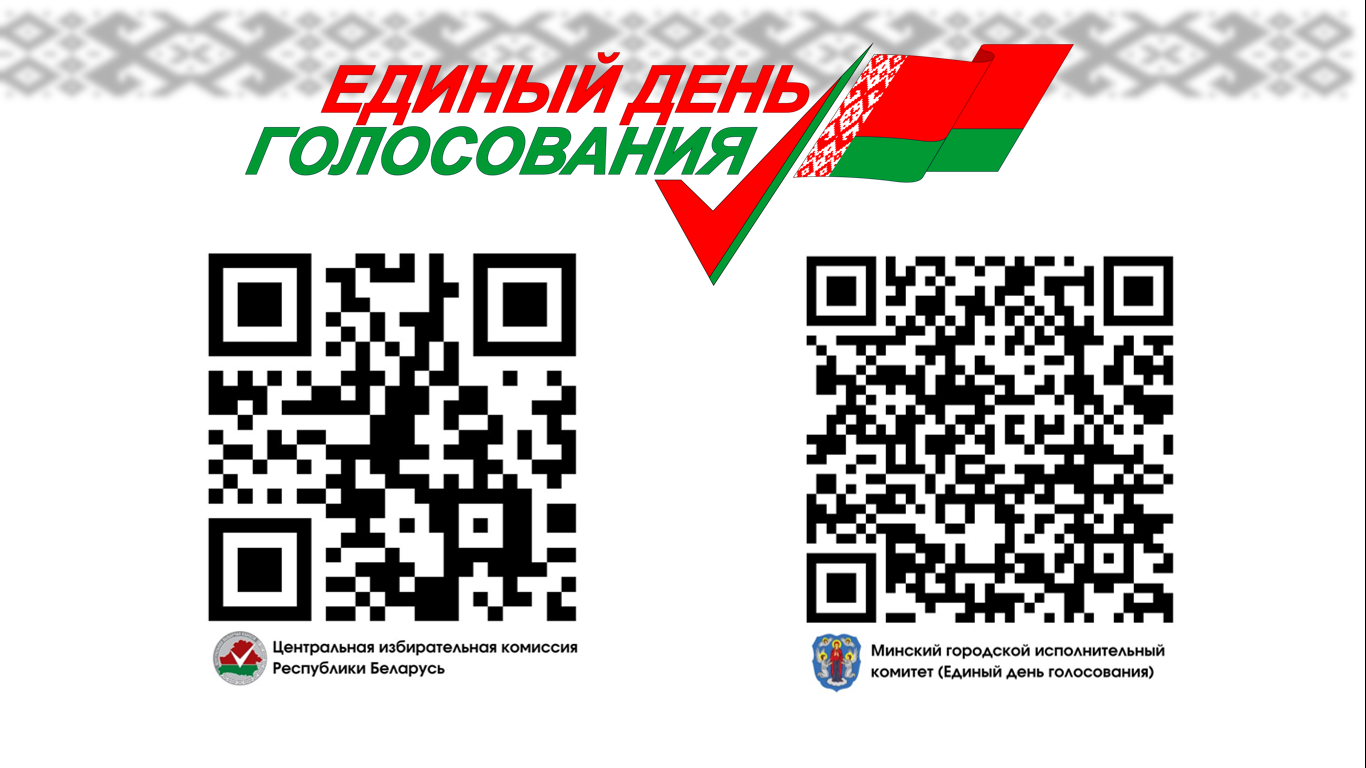 ЕДИНЫЙ ДЕНЬ
ГОЛОСОВАНИЯ
Центральная избирательная комиссия
Республики Беларусь
Минский городской исполнительный
комитет (Единый день голосования)